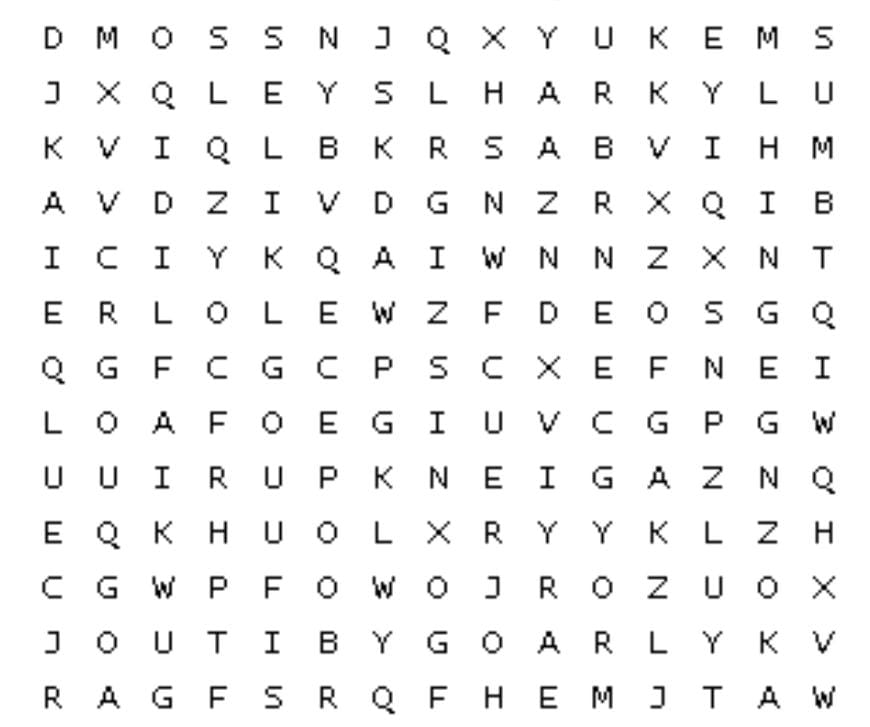 D M O S S N J Q X Y U K E M S
J X Q L E Y S L H A R K Y L U
K V I Q L B K R S A B V I H M
A V D Z I V D G N Z R X Q I B
I C I Y K Q A I W N N Z X N T
E R L O L E W Z F D E O S G Q
Q G F C G C P S C X E F N E I
L O A F O E G I U V C G P G W
U U I R U P K N E I G A Z N Q
E Q K H U O L X R Y Y K L Z H
C G W P F O W O J R O Z U O X
J O U T I B Y G O A R L Y K V
R A G F S R Q F H E M J T A W